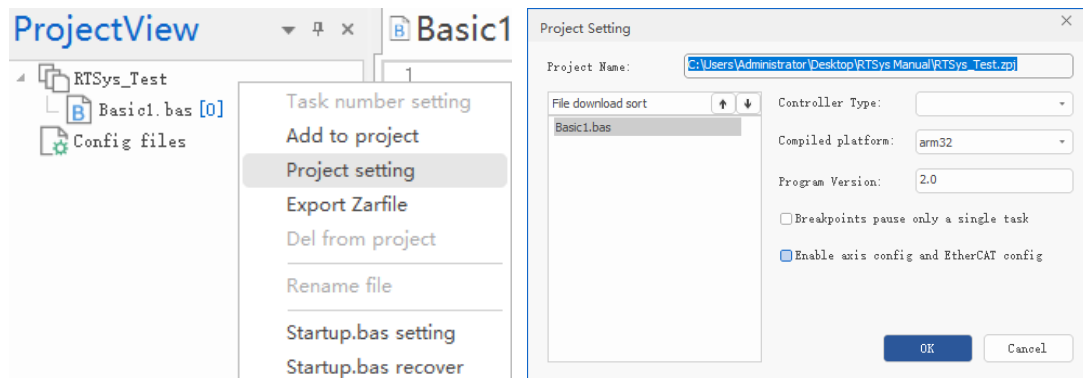 ProjectView
Basic1
RTSys_Test
1
Basic1.bas [0]
Config files
Task number setting
Add to project
Project setting
Export Zarfile
Del from project
Rename file
Startup.bas setting
Startup.bas recover
Project Setting
Project Name:
C:\Users\Administrator\Desktop\RTSys Manual\RTSys_Test.zpj
File download sort
Basic1.bas
Controller Type:
Compiled platform:
arm32
Program Version:
2.0
Breakpoints pause only a single task
Enable axis config and EtherCAT config
OK
Cancel